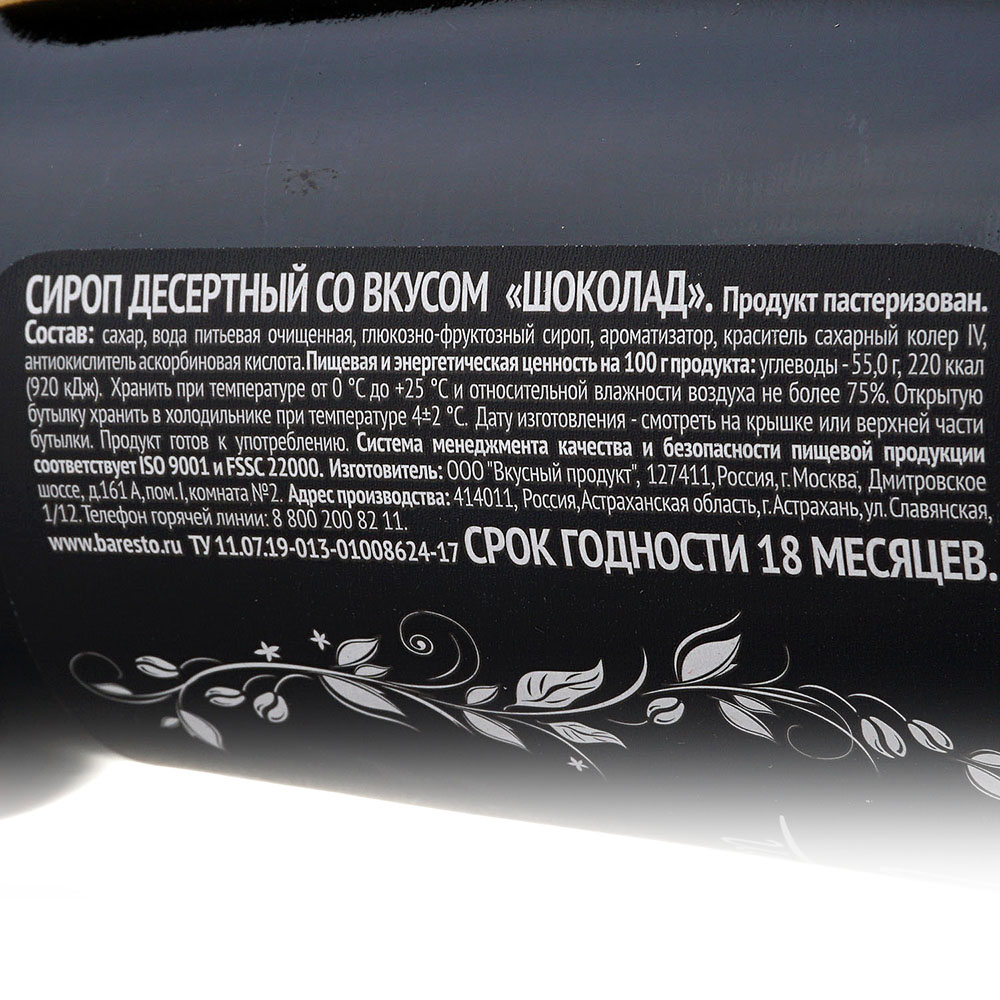 СИРОП ДЕСЕРТНЫЙ СО ВКУСОМ «ШОКОЛАД». Продукт пастеризован.
Состав: сахар, вода питьевая очищенная, глюкозно-фруктозный сироп, ароматизатор, краситель сахарный колер IV,
антиокислитель аскорбиновая кислота. Пищевая и энергетическая ценность на 100 г продукта: углеводы - 55,0 г, 220 ккал
(920 кДж). Хранить при температуре от 0 °С до +25 °С и относительной влажности воздуха не более 75%. Открытую
бутылку хранить в холодильнике при температуре 4±2 °С. Дату изготовления - смотреть на крышке или верхней части
бутылки. Продукт готов к употреблению. Система менеджмента качества и безопасности пищевой продукции
соответствует ISO 9001 и FSSC 22000. Изготовитель: ООО "Вкусный продукт", 127411, Россия, г. Москва, Дмитровское
шоссе, д.161 А, пом. I, комната №2. Адрес производства: 414011, Россия, Астраханская область, г. Астрахань, ул. Славянская,
1/12. Телефон горячей линии: 8 800 200 82 11.
www.baresto.ru ТУ 11.07.19-013-01008624-17 СРОК ГОДНОСТИ 18 МЕСЯЦЕВ.